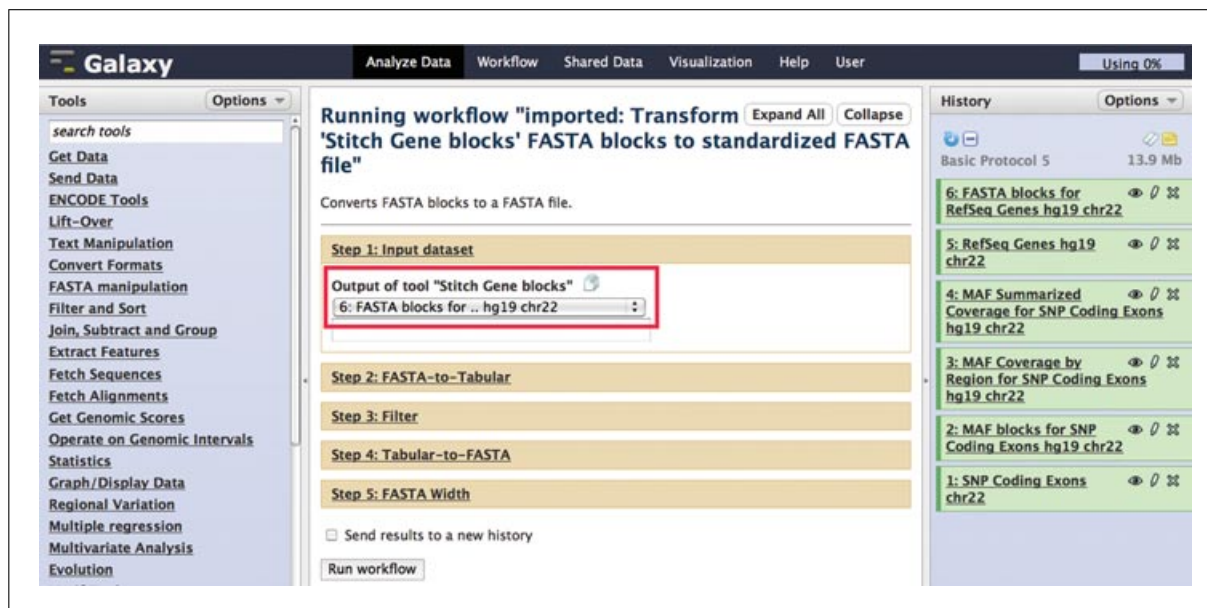 Galaxy
Analyze Data Workflow Shared Data Visualization Help User
Using 0%
Tools
Options
search tools
Get Data
Send Data
ENCODE Tools
Lift-Over
Text Manipulation
Convert Formats
FASTA manipulation
Filter and Sort
Join, Subtract and Group
Extract Features
Fetch Sequences
Fetch Alignments
Get Genomic Scores
Operate on Genomic Intervals
Statistics
Graph/Display Data
Regional Variation
Multiple regression
Multivariate Analysis
Evolution
Running workflow "imported: Transform
Expand All Collapse
'Stitch Gene blocks' FASTA blocks to standardized FASTA
file"
Converts FASTA blocks to a FASTA file.
Step 1: Input dataset
Output of tool "Stitch Gene blocks"
6: FASTA blocks for .. hg19 chr22
Step 2: FASTA-to-Tabular
Step 3: Filter
Step 4: Tabular-to-FASTA
Step 5: FASTA Width
Send results to a new history
Run workflow
History
Options
Basic Protocol 5 13.9 Mb
6: FASTA blocks for
RefSeq Genes hg19 chr22
5: RefSeq Genes hg19
chr22
4: MAF Summarized
Coverage for SNP Coding Exons
hg19 chr22
3: MAF Coverage by
Region for SNP Coding Exons
hg19 chr22
2: MAF blocks for SNP
Coding Exons hg19 chr22
1: SNP Coding Exons
chr22